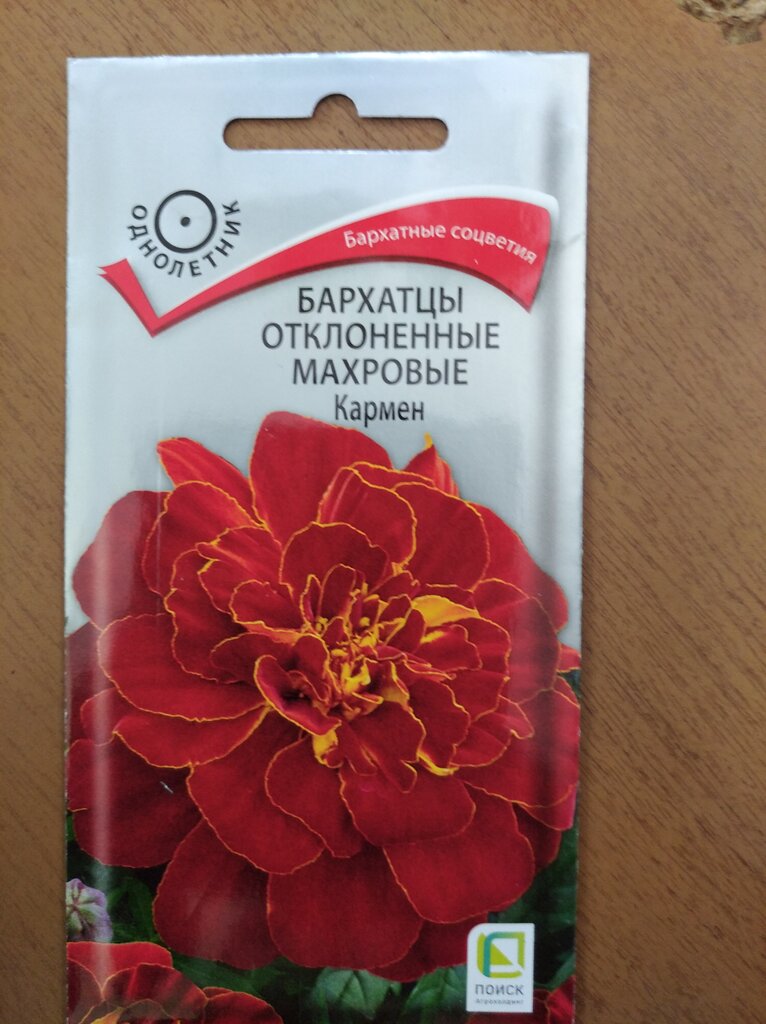 ОДНОЛЕТНИК
Бархатные соцветия
БАРХАТЦЫ
ОТКЛОНЕННЫЕ
МАХРОВЫЕ
Кармен
ПОИСК
агрохолдинг